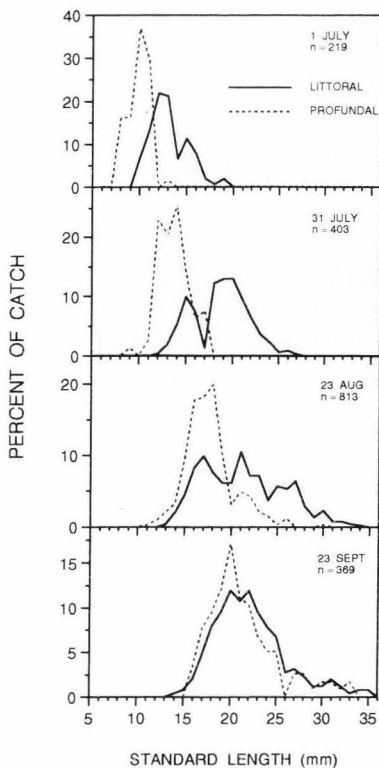 1 JULY
n = 219
LITTORAL
PROFUNDAL
40
30
20
10
0
31 JULY
n = 403
20
10
0
23 AUG
n = 813
20
15
10
5
0
23 SEPT
n = 369
15
10
5
0
5 10 15 20 25 30 35
PERCENT OF CATCH
STANDARD LENGTH (mm)